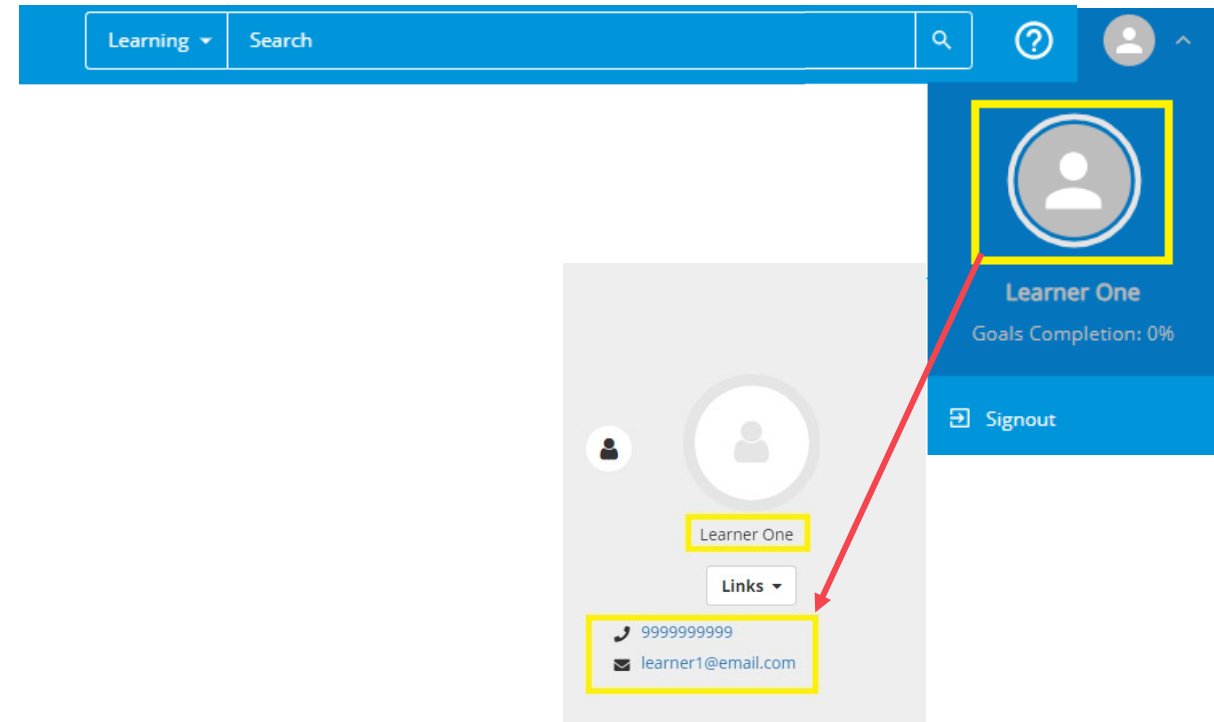 Learning Search
Learner One
Goals Completion: 0%
Signout
Learner One
Links
9999999999
learner1@email.com